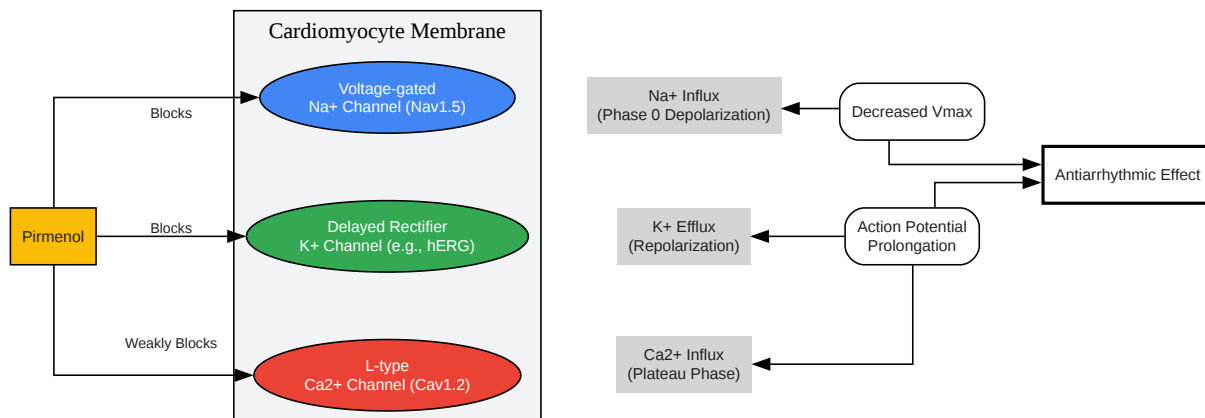 Cardiomyocyte Membrane
Voltage-gated
Na+ Channel (Nav1.5)
Blocks
Na+ Influx
(Phase 0 Depolarization)
Decreased Vmax
Antiarrhythmic Effect
Pirmenol
Blocks
Delayed Rectifier
K+ Channel (e.g., hERG)
K+ Efflux
(Repolarization)
Action Potential
Prolongation
Weakly Blocks
L-type
Ca2+ Channel (Cav1.2)
Ca2+ Influx
(Plateau Phase)